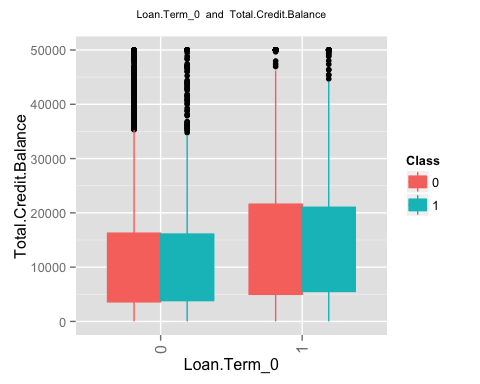 Loan.Term_0 and Total.Credit.Balance
50000
40000
30000
20000
10000
0
Total.Credit.Balance
0
1
Loan.Term_0
Class
0
1